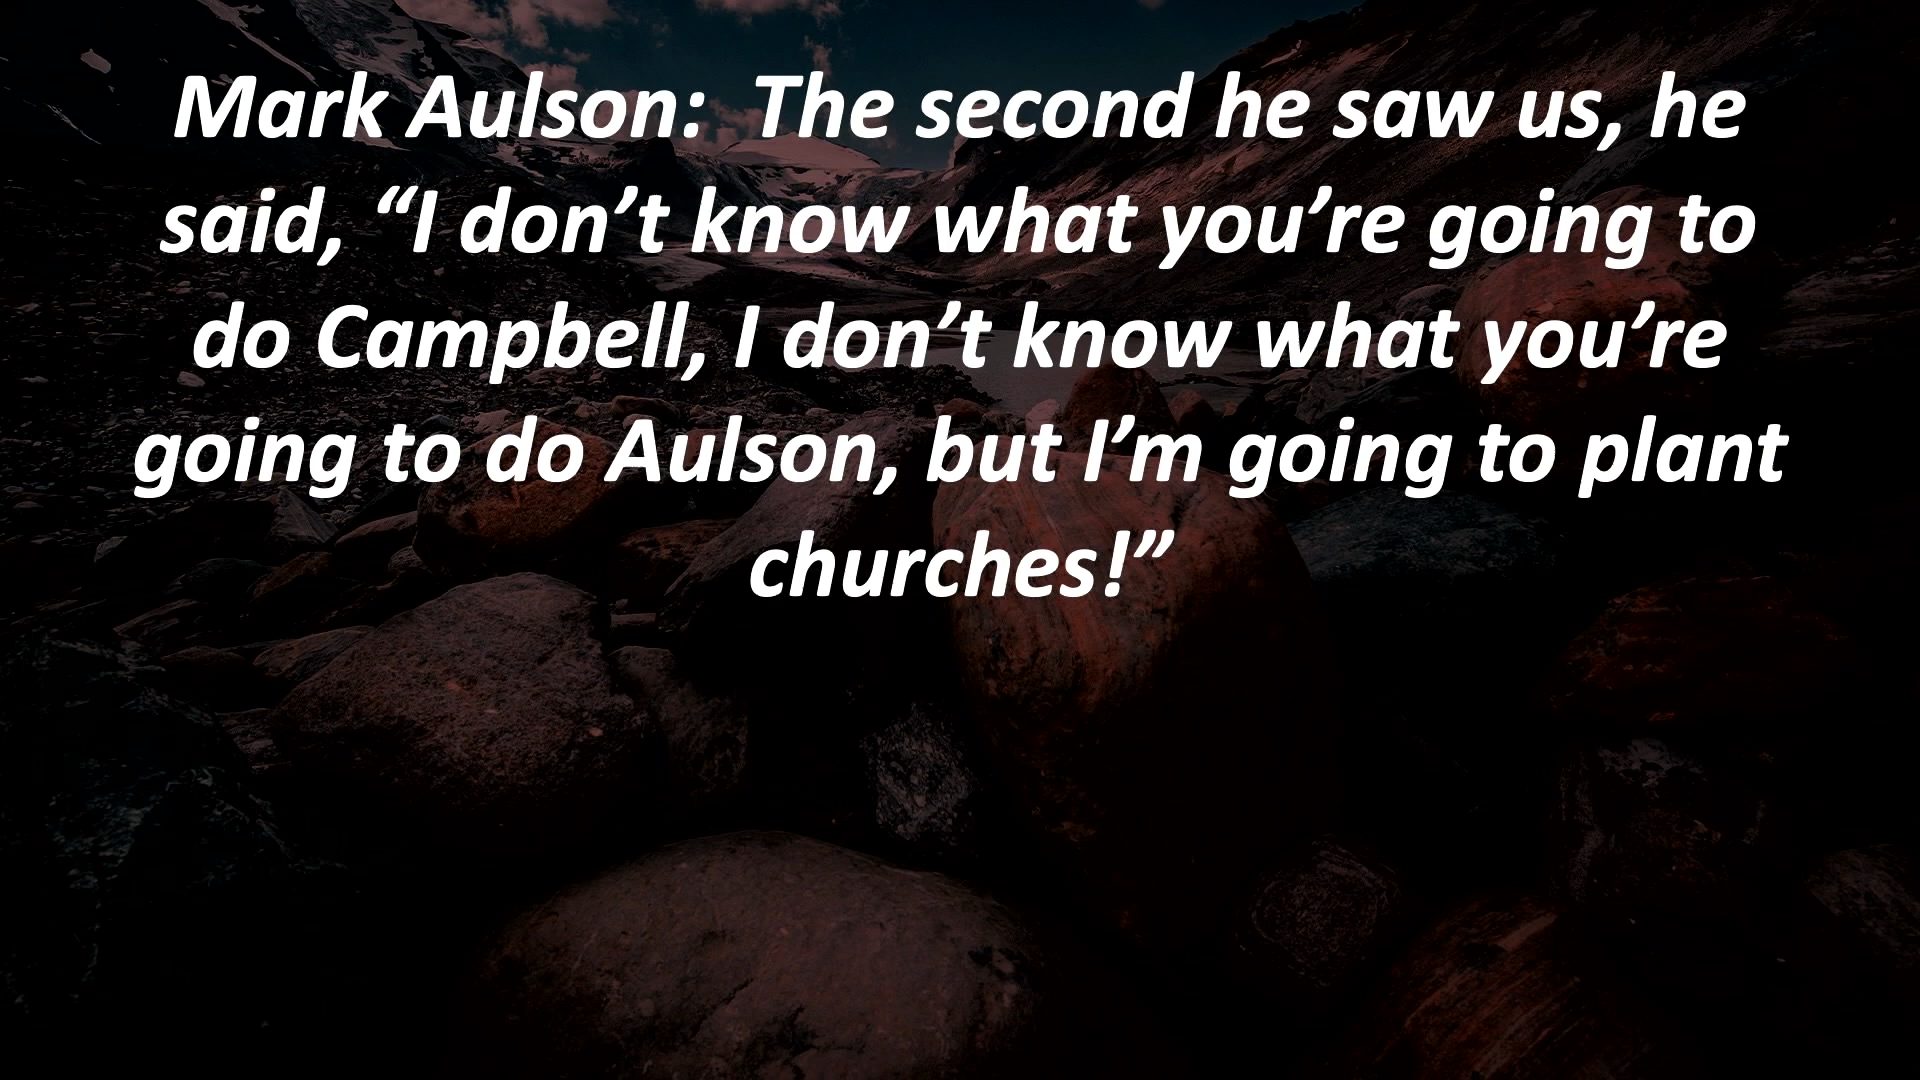 Mark Aulson:  The second he saw us, he
said, “I don’t know what you’re going to
do Campbell, I don’t know what you’re
going to do Aulson, but I’m going to plant
churches!”